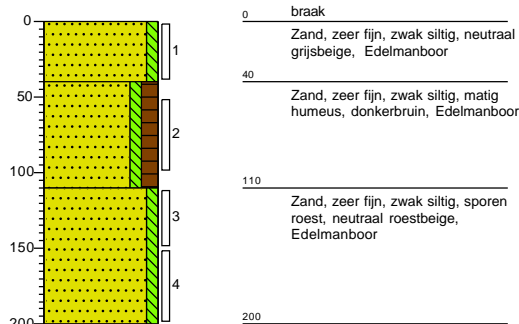 0
50
100
150
200
1
2
3
4
0
braak
Zand, zeer fijn, zwak siltig, neutraal
grijsbeige, Edelmanboor
40
Zand, zeer fijn, zwak siltig, matig
humeus, donkerbruin, Edelmanboor
110
Zand, zeer fijn, zwak siltig, sporen
roest, neutraal roestbeige,
Edelmanboor
200